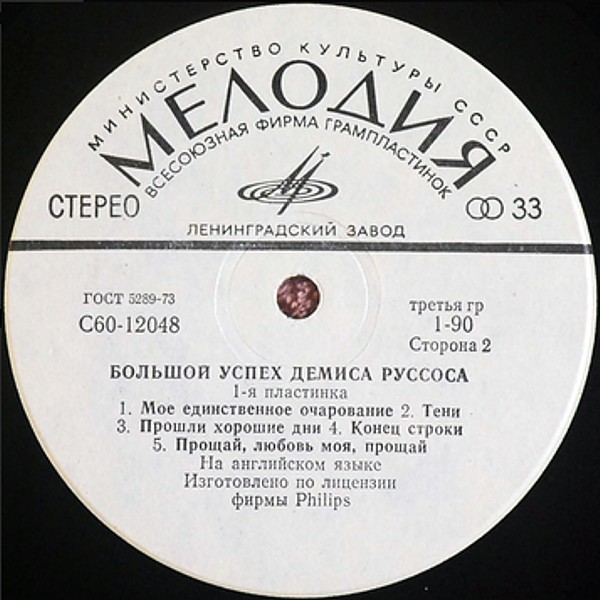 МИНИСТЕРСТВО КУЛЬТУРЫ СССР
МЕЛОДИЯ
ВСЕСОЮЗНАЯ ФИРМА ГРАМПЛАСТИНОК
СТЕРЕО
33
ЛЕНИНГРАДСКИЙ ЗАВОД
ГОСТ 5289-73
С60-12048
третья гр
1-90
Сторона 2
БОЛЬШОЙ УСПЕХ ДЕМИСА РУССОСА
1-я пластинка
1. Мое единственное очарование 2. Тени
3. Прошли хорошие дни 4. Конец строки
5. Прощай, любовь моя, прощай
На английском языке
Изготовлено по лицензии
фирмы Philips